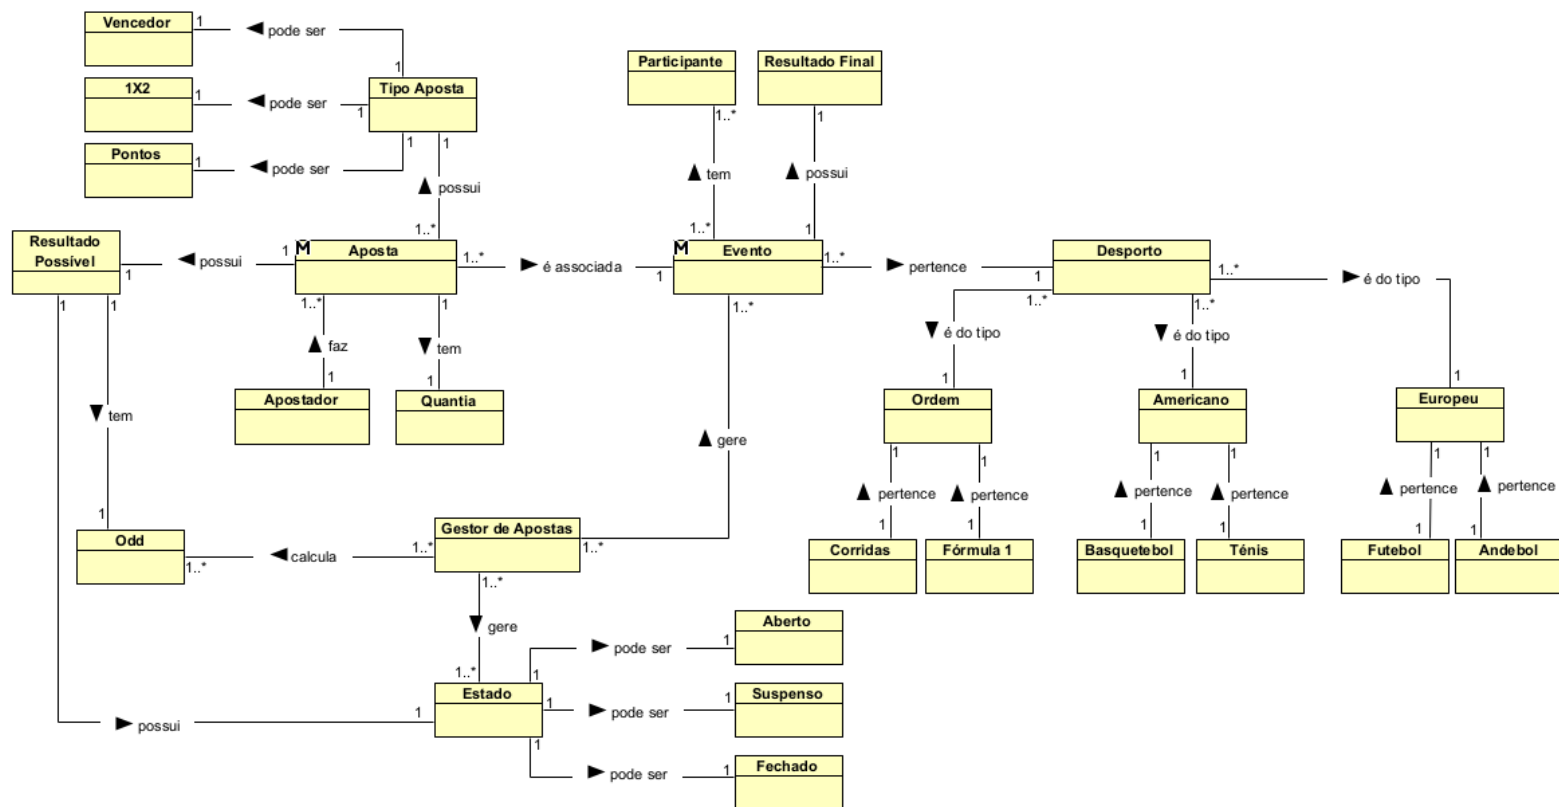 Vencedor
1
pode ser
1
1X2
1
pode ser
1
Tipo Aposta
Pontos
1
pode ser
1
1
possui
1..*
Participante
1..*
tem
1..*
Resultado Final
1
possui
1
Resultado
Possível
1
possui
1
Aposta
1..*
é associada
1
Evento
1..*
pertence
1
Desporto
1..*
é do tipo
1
1
1
1..*
faz
1
1
tem
1
1..*
1..*
é do tipo
1
1..*
é do tipo
1
Apostador
Quantia
Ordem
Americano
Europeu
tem
1
gere
1
pertence
1
1
pertence
1
1
pertence
1
1
pertence
1
1
pertence
1
1
pertence
1
Odd
1..*
calcula
1..*
Gestor de Apostas
1..*
Corridas
Fórmula 1
Basquetebol
Ténis
Futebol
Andebol
1..*
gere
1..*
possui
1
Estado
1
pode ser
1
Aberto
1
pode ser
1
Suspenso
1
pode ser
1
Fechado